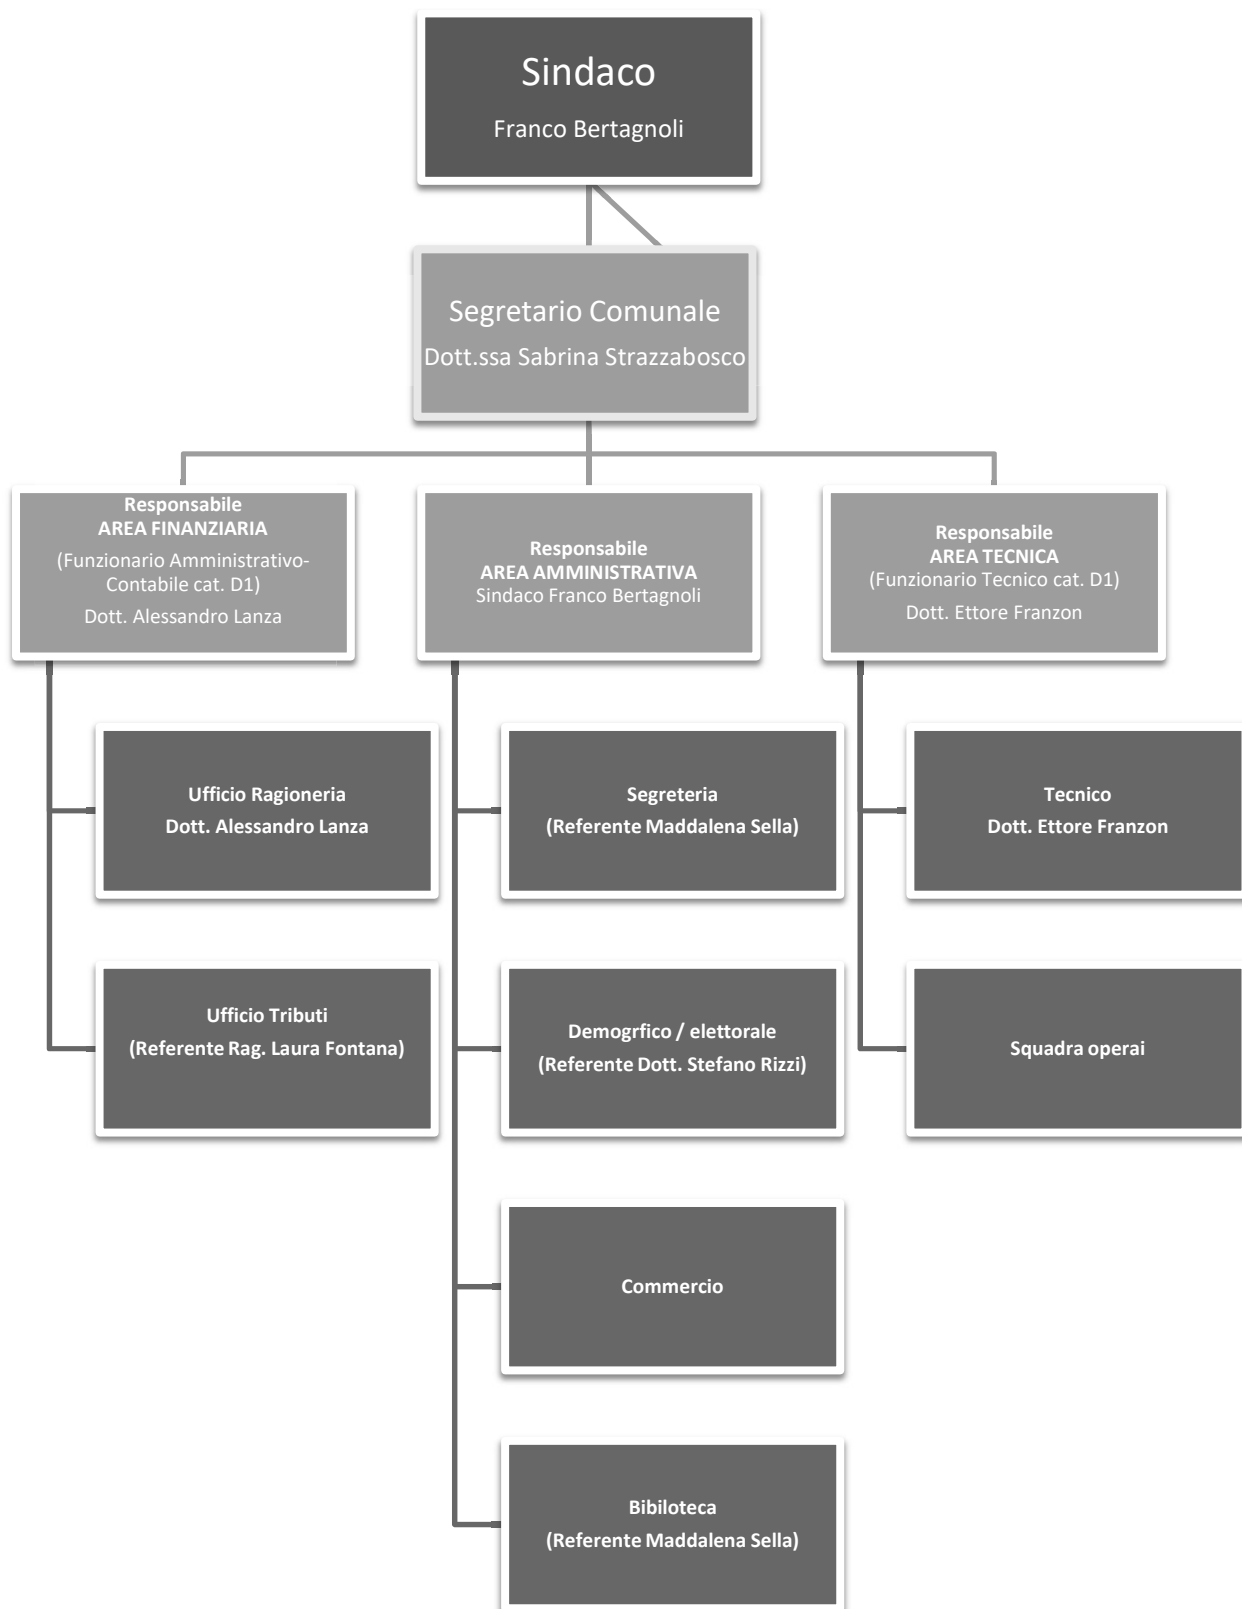 Sindaco
Franco Bertagnoli
Segretario Comunale
Dott.ssa Sabrina Strazzabosco
Responsabile
AREA FINANZIARIA
(Funzionario Amministrativo-
Contabile cat. D1)
Dott. Alessandro Lanza
Responsabile
AREA AMMINISTRATIVA
Sindaco Franco Bertagnoli
Responsabile
AREA TECNICA
(Funzionario Tecnico cat. D1)
Dott. Ettore Franzon
Ufficio Ragioneria
Dott. Alessandro Lanza
Segreteria
(Referente Maddalena Sella)
Tecnico
Dott. Ettore Franzon
Ufficio Tributi
(Referente Rag. Laura Fontana)
Demogrfico / elettorale
(Referente Dott. Stefano Rizzi)
Squadra operai
Commercio
Bibiloteca
(Referente Maddalena Sella)